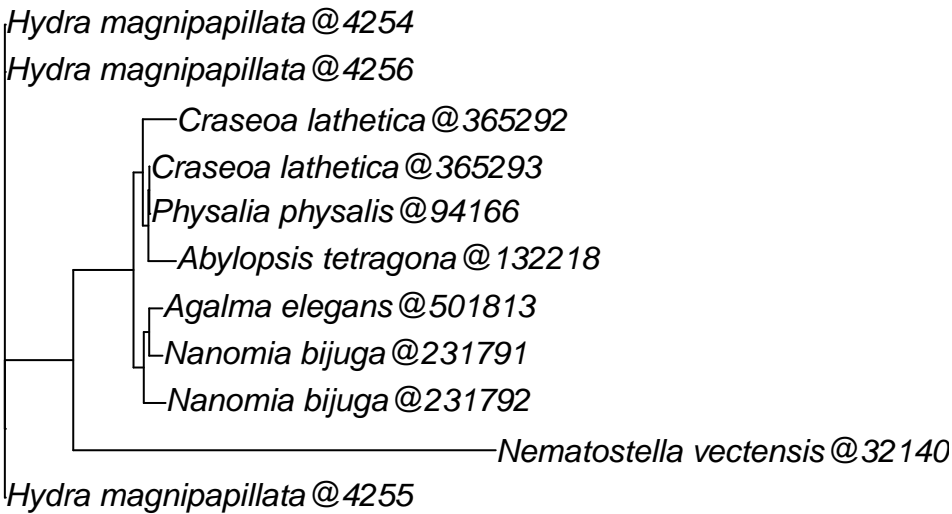 Hydra magnipapillata@4254
Hydra magnipapillata@4256
Craseoa lathetica@365292
Craseoa lathetica@365293
Physalia physalis@94166
Abylopsis tetragona@132218
Agalma elegans@501813
Nanomia bijuga@231791
Nanomia bijuga@231792
Nematostella vectensis@32140
Hydra magnipapillata@4255